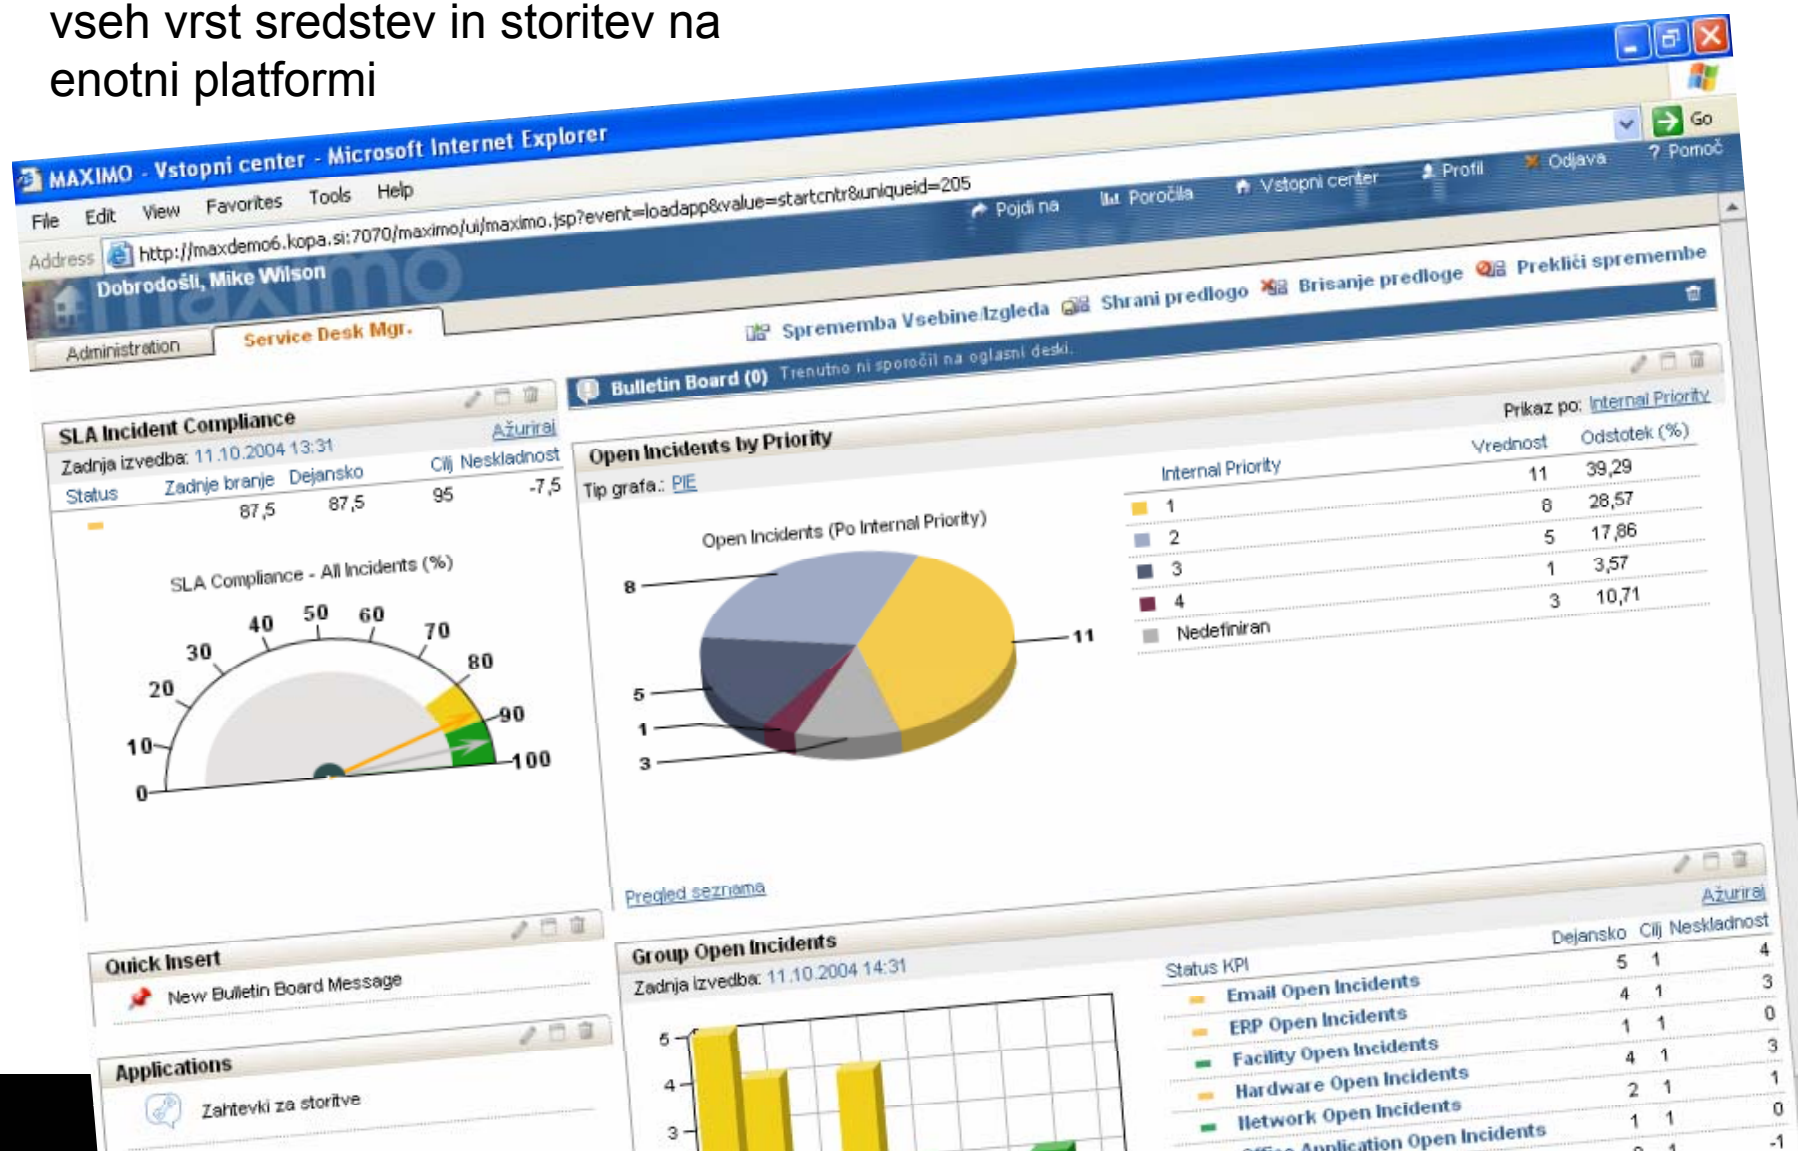 vseh vrst sredstev in storitev na
enotni platformi
MAXIMO - Vstopni center - Microsoft Internet Explorer
File Edit View Favorites Tools Help
Address http://maxdemo6.kopa.si:7070/maximo/ui/maximo.jsp?event=loadapp&value=startcntr&uniqueid=205
Go
maximo
Dobrodošli, Mike Wilson
Pojdi na Poročila Vstopni center Profil Odjava ? Pomoč
Administration Service Desk Mgr.
Sprememba Vsebine/Izgleda Shrani predlogo Brisanje predloge Prekliči spremembe
Bulletin Board (0) Trenutno ni sporočil na oglasni deski.
SLA Incident Compliance
Zadnja izvedba: 11.10.2004 13:31 Ažuriraj
Status Zadnje branje Dejansko Cilj Neskladnost
87,5 87,5 95 -7,5
SLA Compliance - All Incidents (%)
0 10 20 30 40 50 60 70 80 90 100
Open Incidents by Priority
Prikaz po: Internal Priority
Tip grafa.: PIE
Open Incidents (Po Internal Priority)
8
11
5
1
3
Internal Priority Vrednost Odstotek (%)
1 11 39,29
2 8 28,57
3 5 17,86
4 1 3,57
Nedefiniran 3 10,71
Pregled seznama
Quick Insert
New Bulletin Board Message
Applications
Zahtevki za storitve
Group Open Incidents
Zadnja izvedba: 11.10.2004 14:31
Ažuriraj
5
4
3
Status KPI Dejansko Cilj Neskladnost
Email Open Incidents 5 1 4
ERP Open Incidents 4 1 3
Facility Open Incidents 1 1 0
Hardware Open Incidents 4 1 3
Network Open Incidents 2 1 1
Office Application Open Incidents 1 1 0
-1